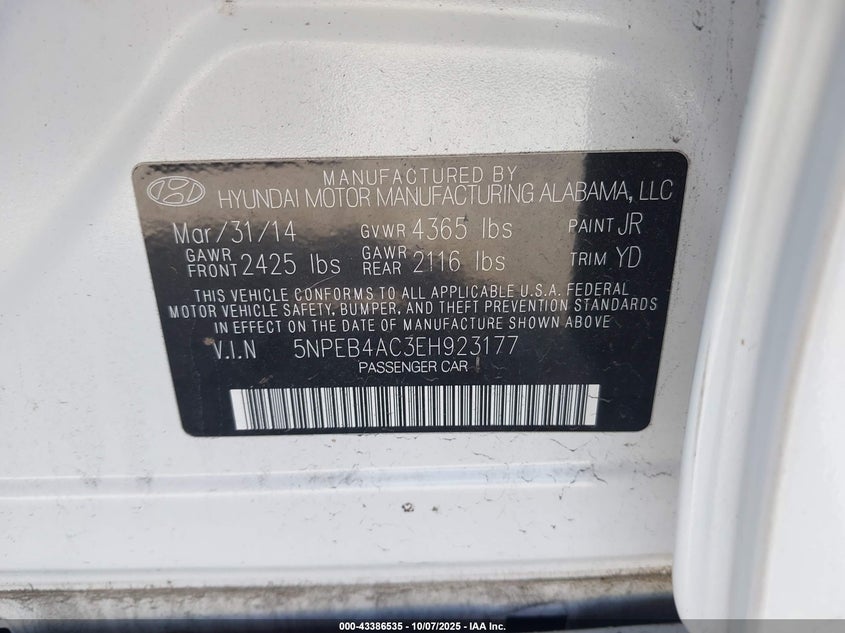 MANUFACTURED BY
HYUNDAI MOTOR MANUFACTURING ALABAMA, LLC
Mar/31/14 GVWR 4365 lbs PAINT JR
GAWR FRONT 2425 lbs GAWR REAR 2116 lbs TRIM YD
THIS VEHICLE CONFORMS TO ALL APPLICABLE U.S.A. FEDERAL
MOTOR VEHICLE SAFETY, BUMPER, AND THEFT PREVENTION STANDARDS
IN EFFECT ON THE DATE OF MANUFACTURE SHOWN ABOVE.
V.I.N 5NPEB4AC3EH923177
PASSENGER CAR
000-43386535 - 10/07/2025 - IAA Inc.